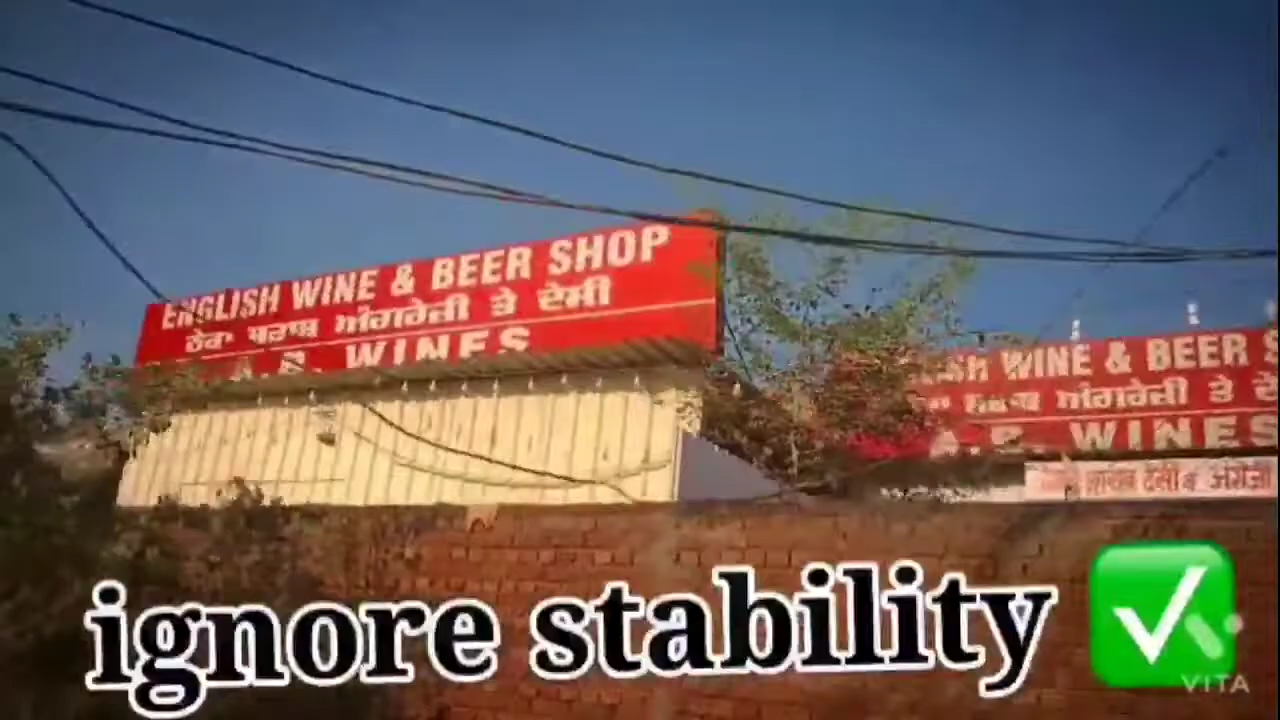 ENGLISH WINE & BEER SHOP
ਠੇਕਾ ਸ਼ਰਾਬ ਅੰਗਰੇਜੀ ਤੇ ਦੇਸੀ
WINES
WINE & BEER
ਅੰਗਰੇਜੀ ਤੇ
WINES
ignore stability ✅
VITA